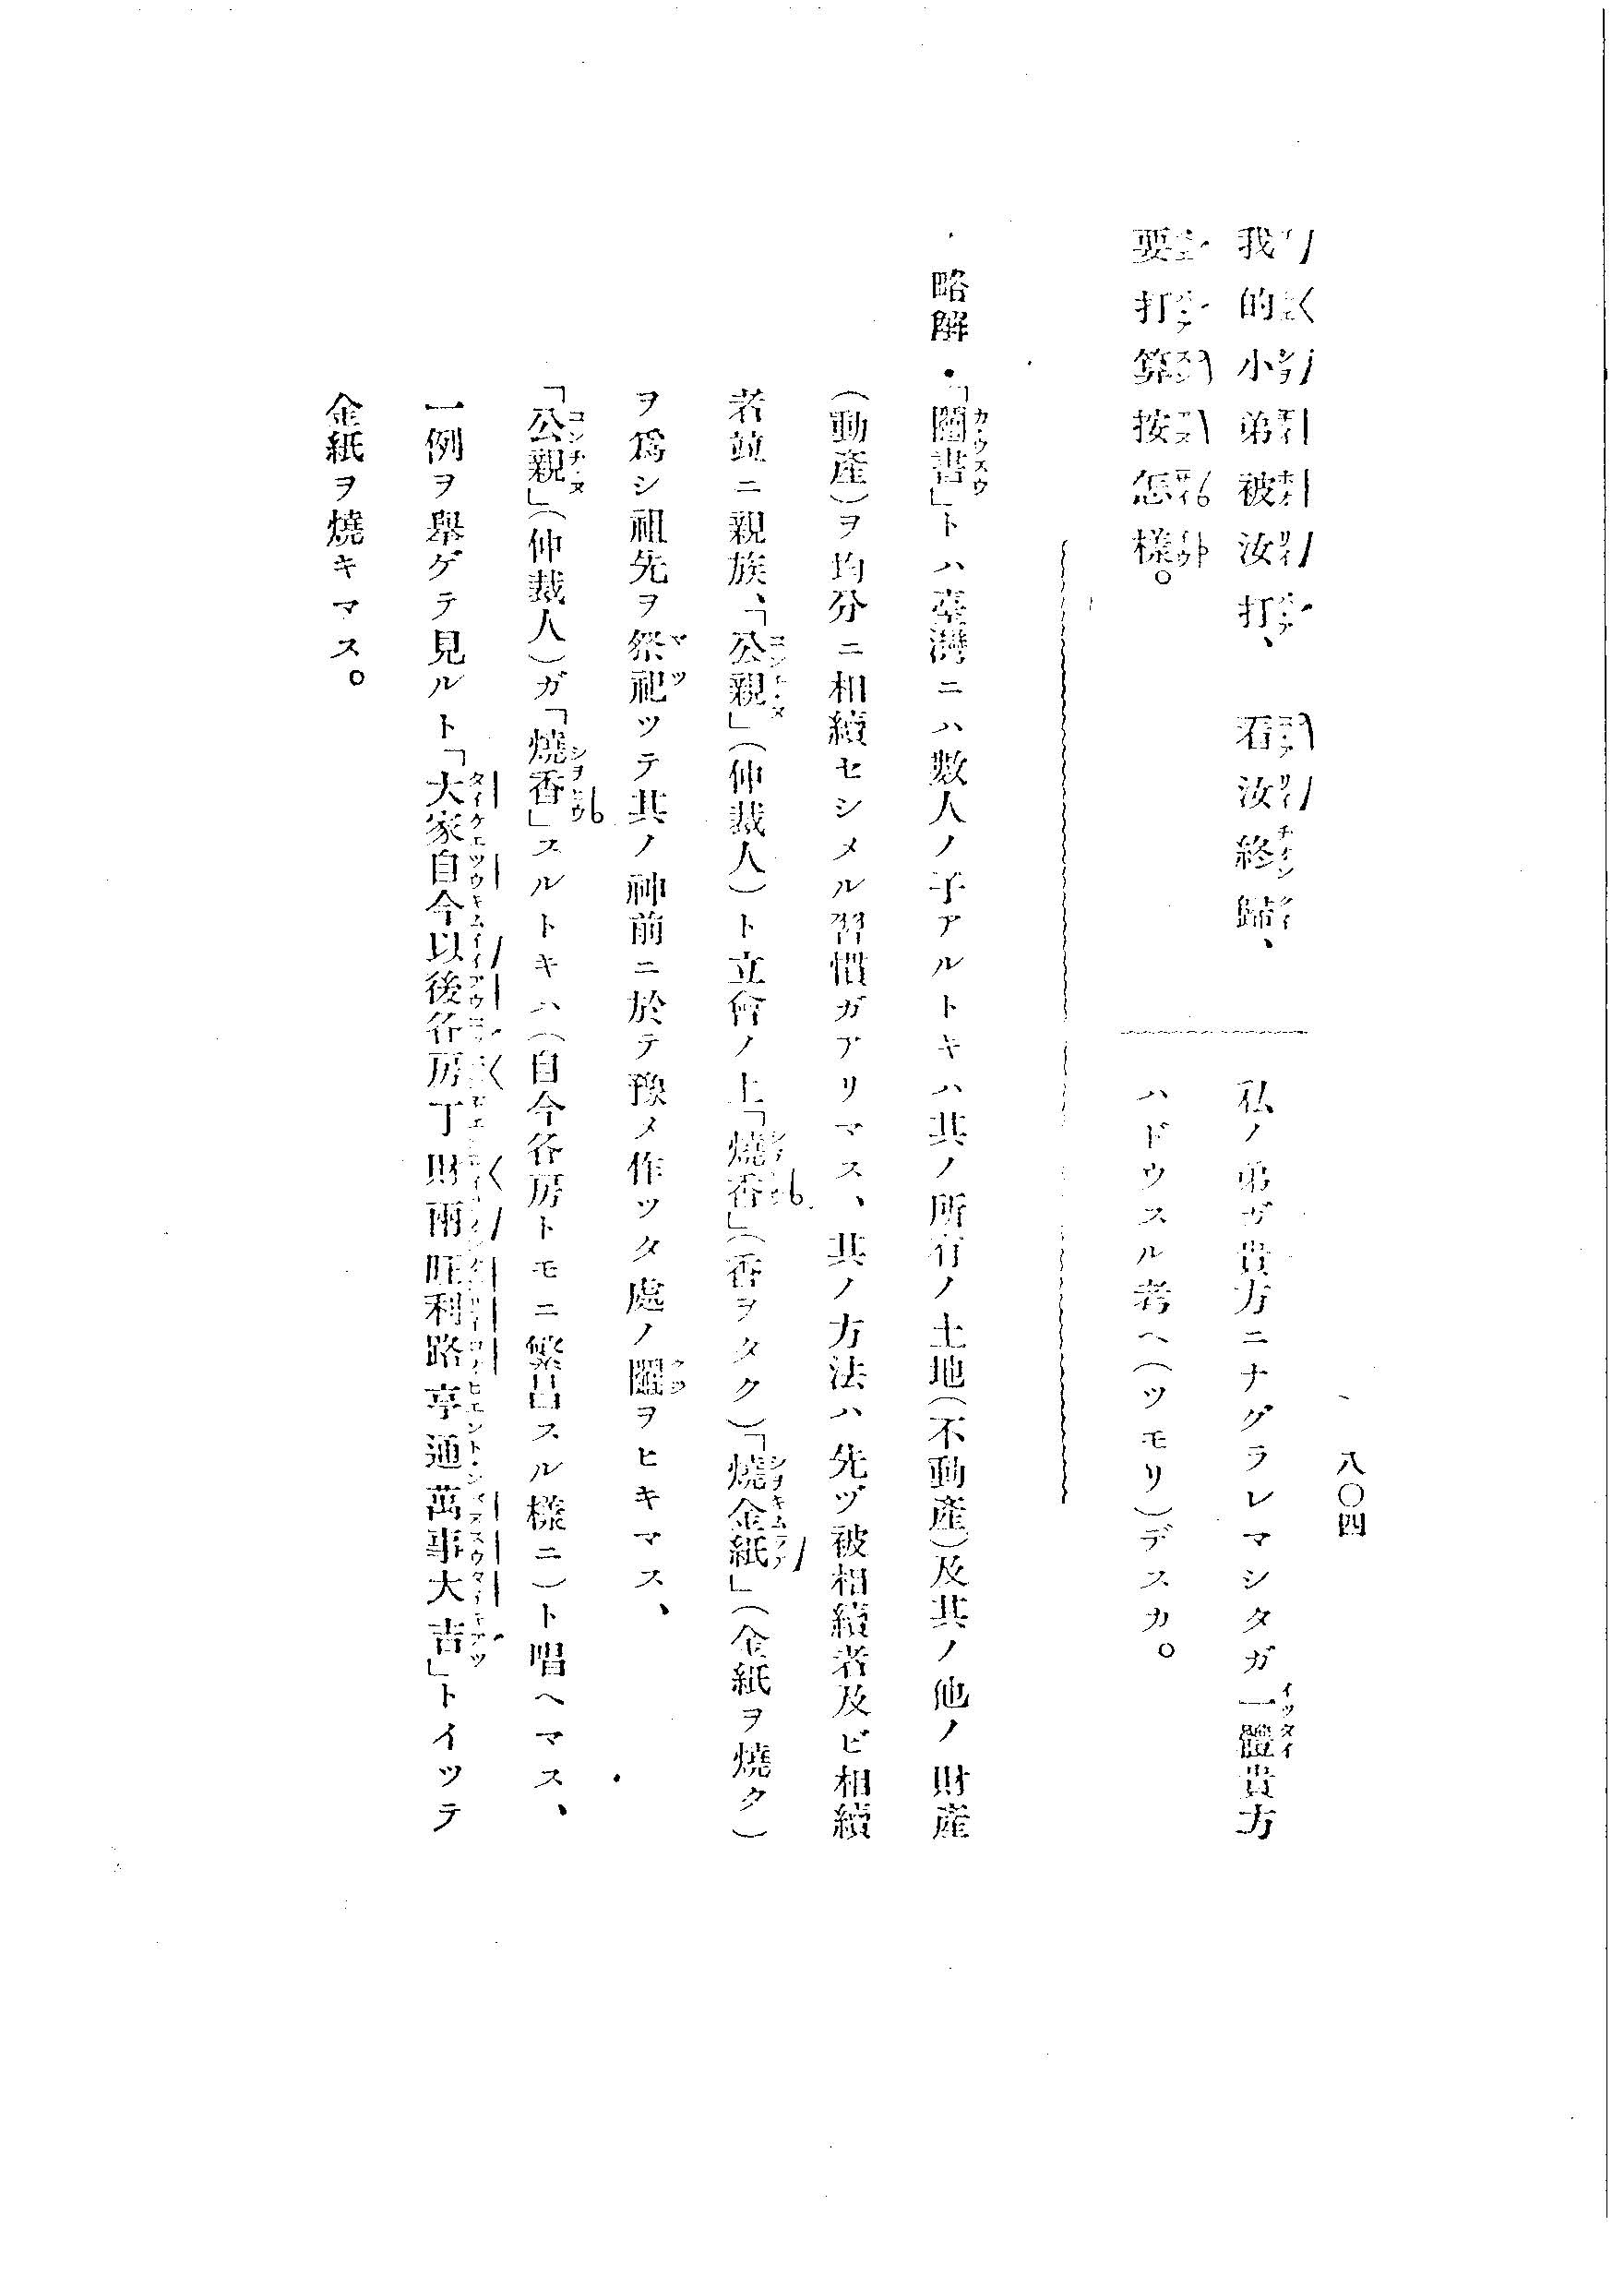 八〇四
我的小弟被汝打、看汝終歸、
要打算按怎樣。
私ノ弟ガ貴方ニナグラレマシタガ一體貴方
ハドウスル考ヘ(ツモリ)デスカ。
略解・「鬮書」トハ臺灣ニハ數人ノ子アルトキハ其ノ所有ノ土地(不動產)及其ノ他ノ財產
(動產)ヲ均分ニ相續セシメル習慣ガアリマス、其ノ方法ハ先ヅ被相續者及ビ相續
者竝ニ親族、「公親」(仲裁人)ト立會ノ上「燒香」(香ヲタク)「燒金紙」(金紙ヲ燒ク)
ヲ爲シ祖先ヲ祭祀ツテ其ノ神前ニ於テ豫メ作ツタ處ノ鬮ヲヒキマス、
「公親」(仲裁人)ガ「燒香」スルトキハ(自今各房トモニ繁昌スル樣ニ)ト唱ヘマス、
一例ヲ擧ゲテ見ルト「大家自今以後各房丁財兩旺利路亨通萬事大吉」トイツテ
金紙ヲ燒キマス。